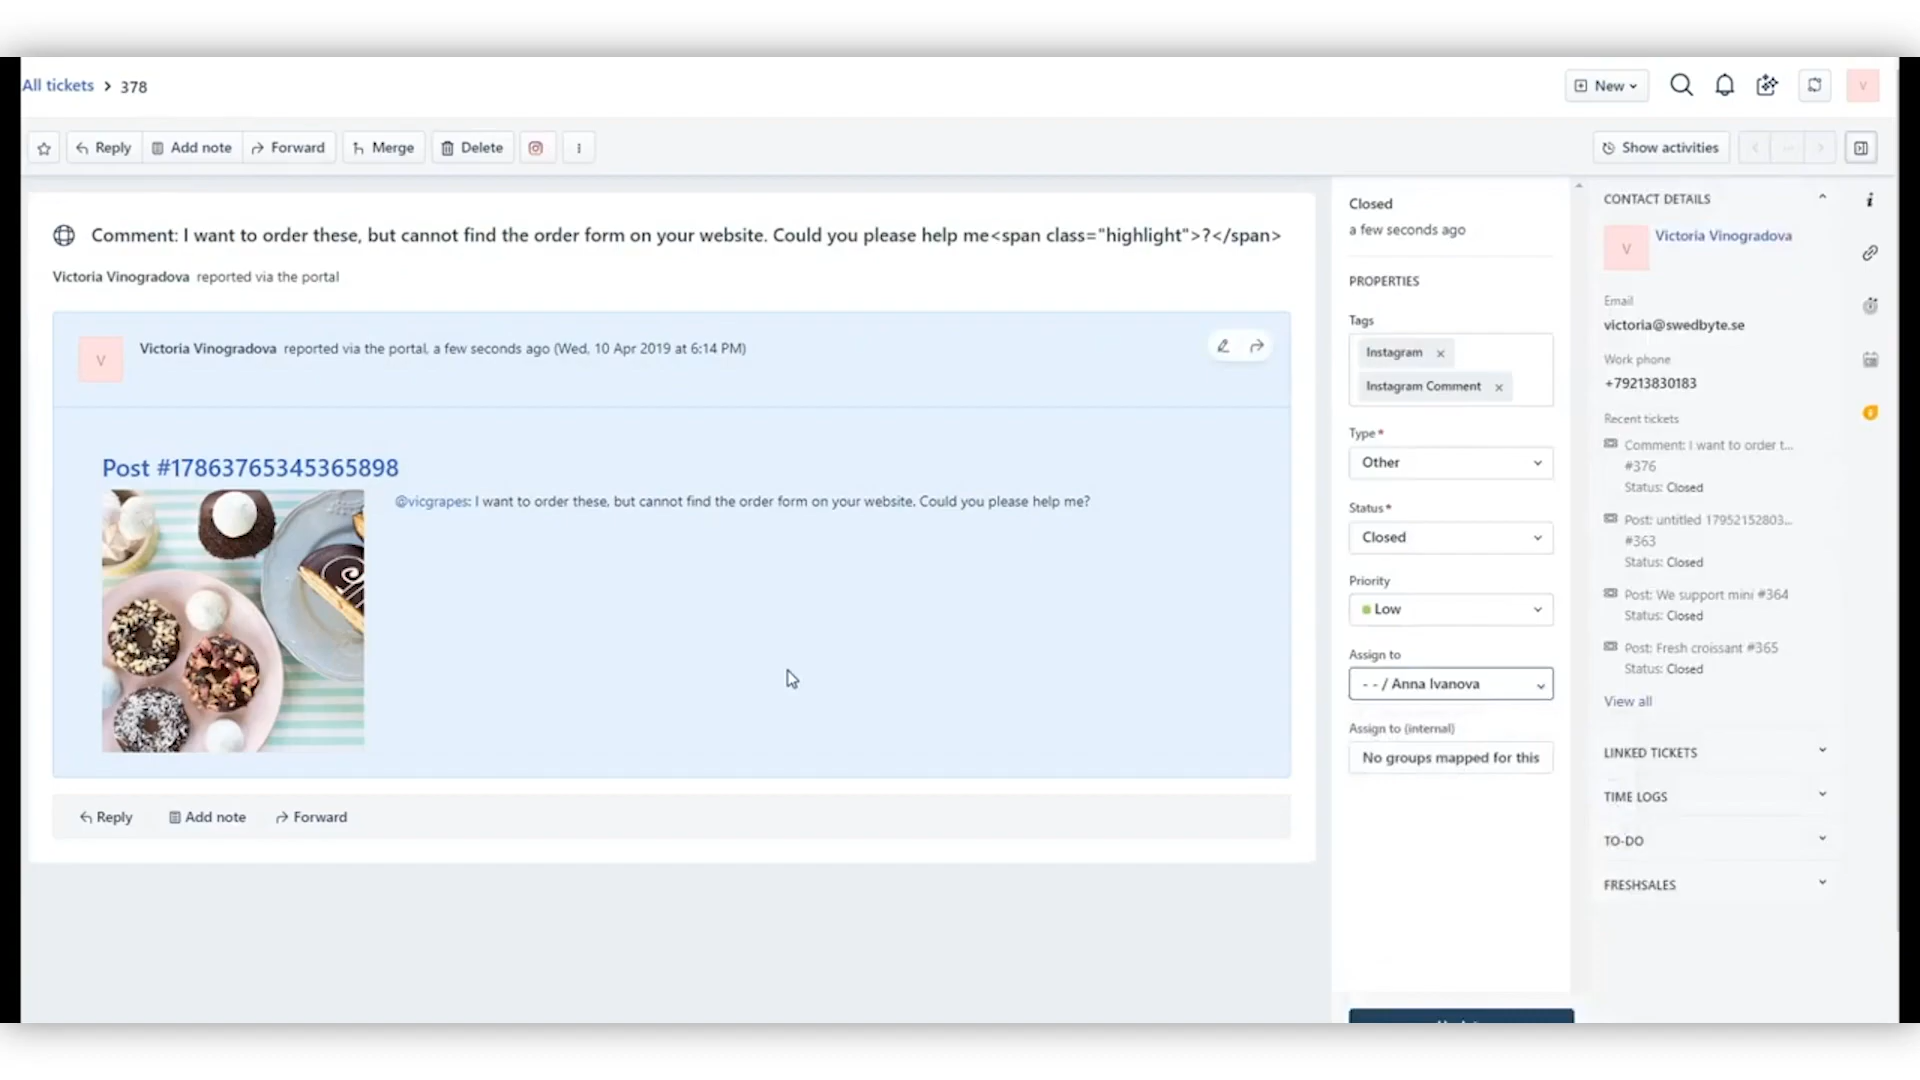 All tickets > 378
New
V
Reply
Add note
Forward
Merge
Delete
Show activities
Comment: I want to order these, but cannot find the order form on your website. Could you please help me<span class="highlight">?</span>
Victoria Vinogradova reported via the portal
V
Victoria Vinogradova reported via the portal, a few seconds ago (Wed, 10 Apr 2019 at 6:14 PM)
Post #17863765345365898
@vicgrapes: I want to order these, but cannot find the order form on your website. Could you please help me?
Reply
Add note
Forward
Closed
a few seconds ago
PROPERTIES
Tags
Instagram ×
Instagram Comment ×
Type*
Other
Status*
Closed
Priority
Low
Assign to
- - / Anna Ivanova
Assign to (internal)
No groups mapped for this
CONTACT DETAILS
V
Victoria Vinogradova
Email
victoria@swedbyte.se
Work phone
+79213830183
Recent tickets
Comment: I want to order t...
#376
Status: Closed
Post: untitled 17952152803...
#363
Status: Closed
Post: We support mini #364
Status: Closed
Post: Fresh croissant #365
Status: Closed
View all
LINKED TICKETS
TIME LOGS
TO-DO
FRESHSALES